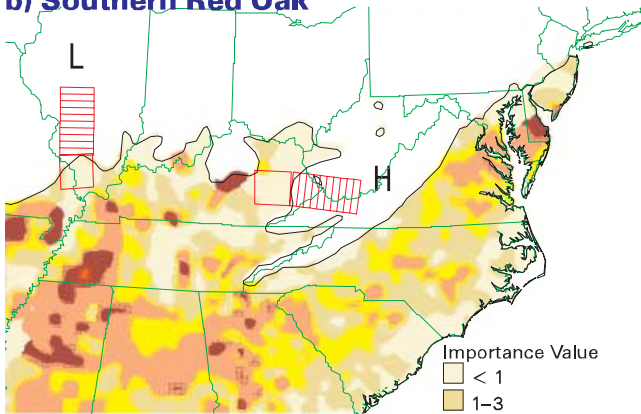 b) Southern Red Oak
L
H
Importance Value
< 1
1–3